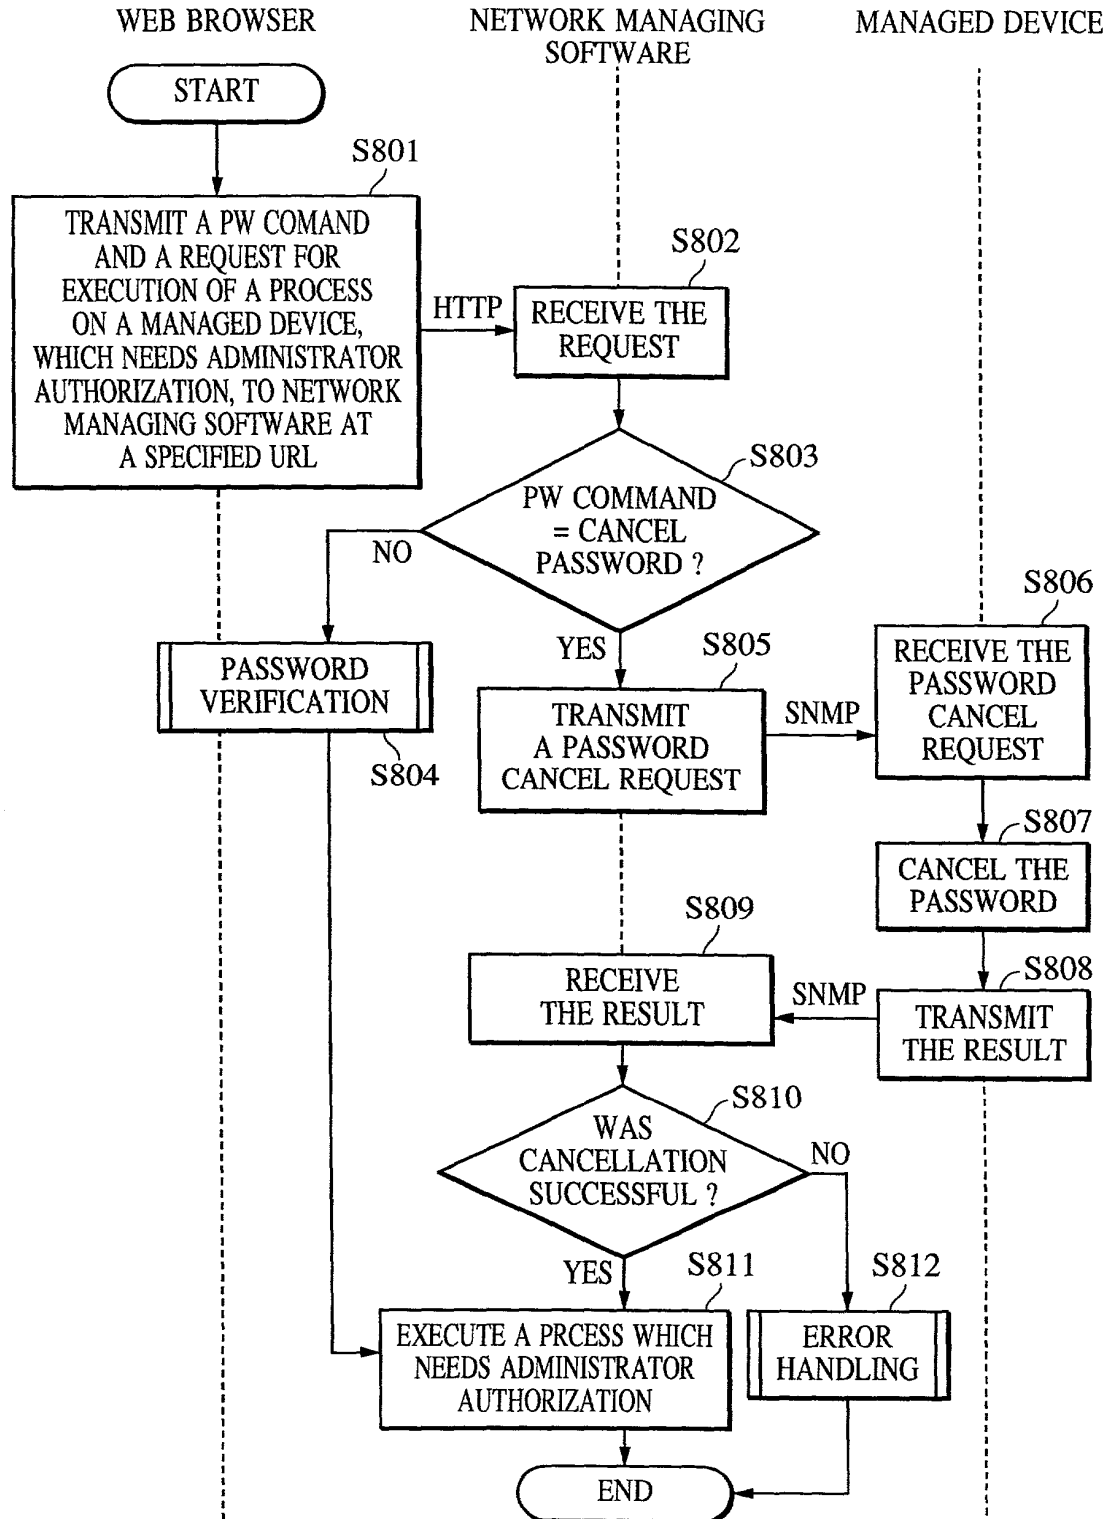 WEB BROWSER
NETWORK MANAGING
SOFTWARE
MANAGED DEVICE
START
S801
TRANSMIT A PW COMAND
AND A REQUEST FOR
EXECUTION OF A PROCESS
ON A MANAGED DEVICE,
WHICH NEEDS ADMINISTRATOR
AUTHORIZATION, TO NETWORK
MANAGING SOFTWARE AT
A SPECIFIED URL
HTTP
S802
RECEIVE THE
REQUEST
S803
PW COMMAND
= CANCEL
PASSWORD ?
NO
YES
PASSWORD
VERIFICATION
S804
S805
TRANSMIT
A PASSWORD
CANCEL REQUEST
SNMP
S806
RECEIVE THE
PASSWORD
CANCEL
REQUEST
S807
CANCEL THE
PASSWORD
S808
TRANSMIT
THE RESULT
SNMP
S809
RECEIVE
THE RESULT
S810
WAS
CANCELLATION
SUCCESSFUL ?
NO
YES
S811
EXECUTE A PRCESS WHICH
NEEDS ADMINISTRATOR
AUTHORIZATION
S812
ERROR
HANDLING
END